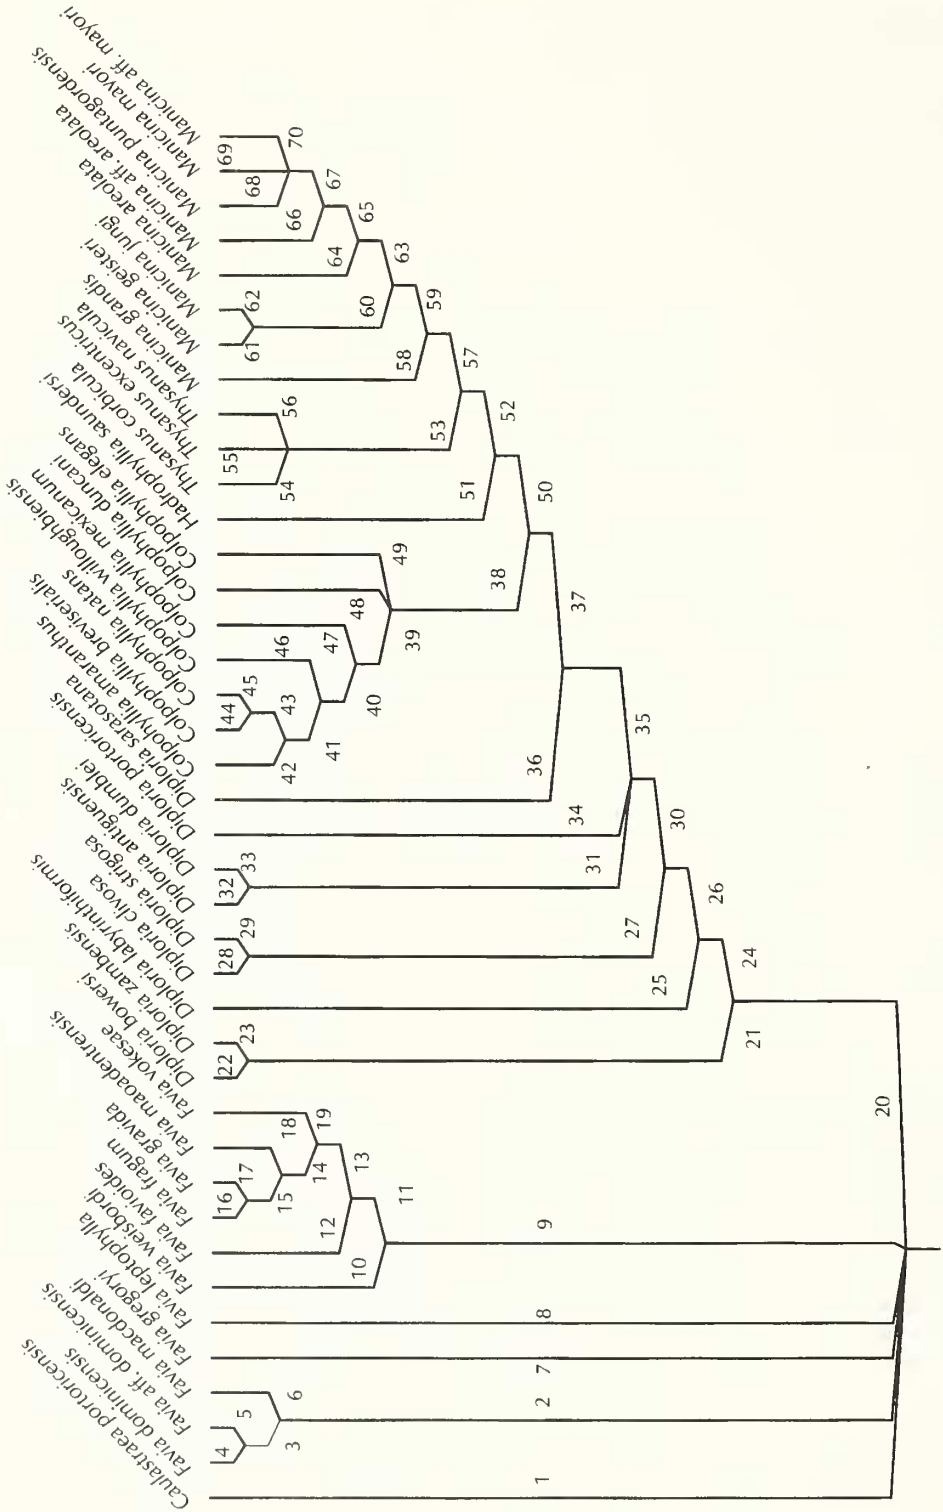 Caulastraea portoricensis
Favia dominicensis
Favia aff. dominicensis
Favia macdonaldi
Favia gregoryi
Favia leptophylla
Favia weisbordi
Favia favioides
Favia fragum
Favia gravida
Favia maoadentrensis
Favia vokesae
Diploria bowersi
Diploria zambensis
Diploria labyrinthiformis
Diploria clivosa
Diploria strigosa
Diploria antiguensis
Diploria dumblei
Diploria portoricensis
Diploria sarasotana
Colpophyllia amaranthus
Colpophyllia breviserialis
Colpophyllia natans
Colpophyllia willoughbiensis
Colpophyllia mexicanum
Colpophyllia duncani
Colpophyllia elegans
Hadrophyllia saundersi
Thysanus corbicula
Thysanus excentricus
Thysanus navicula
Manicina grandis
Manicina geisteri
Manicina jungi
Manicina areolata
Manicina aff. areolata
Manicina puntagordensis
Manicina mayori
Manicina aff. mayori
1
2
3
4
5
6
7
8
9
10
11
12
13
14
15
16
17
18
19
20
21
22
23
24
25
26
27
28
29
30
31
32
33
34
35
36
37
38
39
40
41
42
43
44
45
46
47
48
49
50
51
52
53
54
55
56
57
58
59
60
61
62
63
64
65
66
67
68
69
70